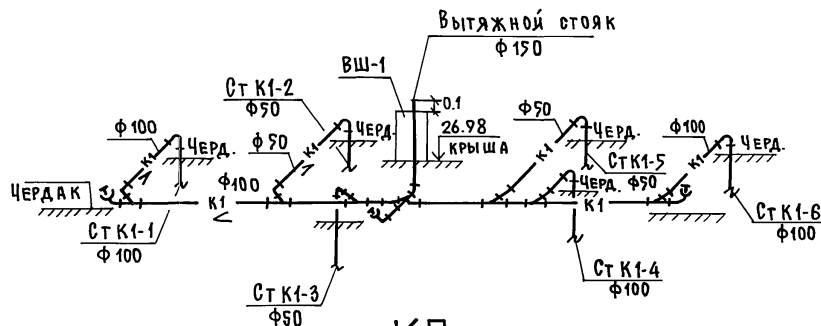 Вытяжной стояк
ф150
ВШ-1
Ст К1-2
ф50
0.1
ф50
ф100
26.98
ф100
К1
Черд.
ф50
К1
Черд.
крыша
К1
Черд.
Ст К1-5
ф50
К1
Черд.
Чердак
ф100
Черд.
К1
К1
Ст К1-1
ф100
Ст К1-6
ф100
Ст К1-3
ф50
Ст К1-4
ф100